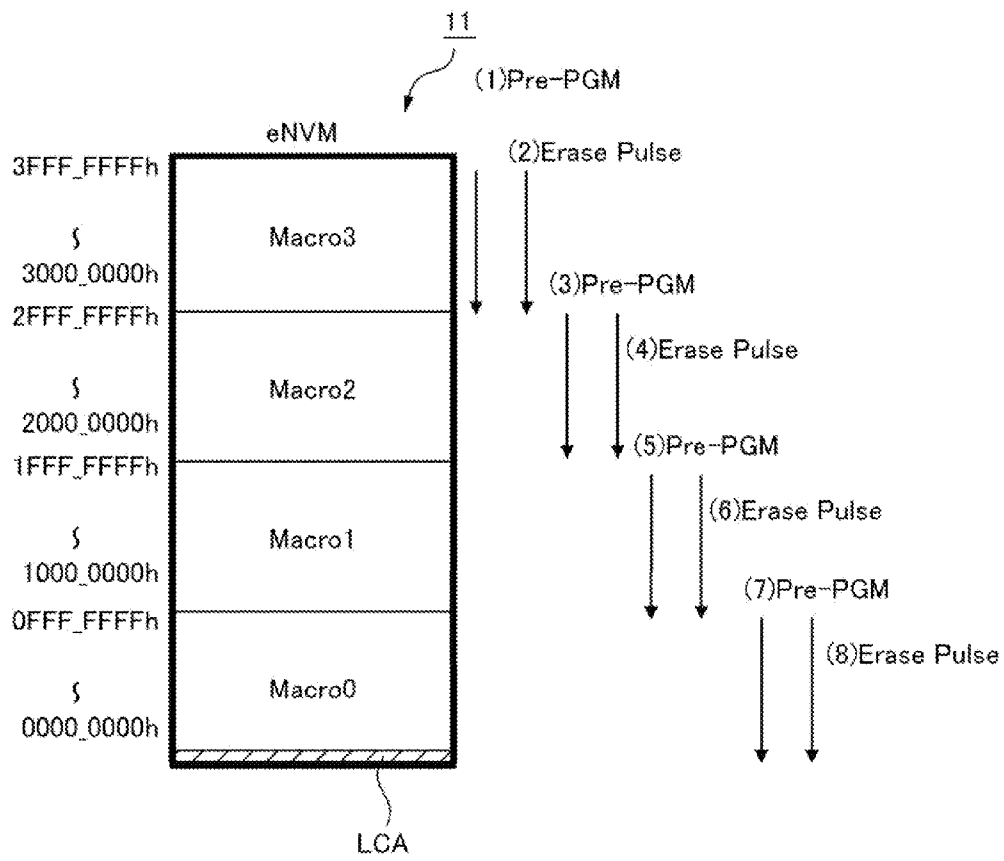 11
(1)Pre-PGM
eNVM
3FFF_FFFFh
(2)Erase Pulse
Macro3
∫
3000_0000h
(3)Pre-PGM
2FFF_FFFFh
(4)Erase Pulse
Macro2
∫
2000_0000h
(5)Pre-PGM
1FFF_FFFFh
(6)Erase Pulse
Macro1
∫
1000_0000h
(7)Pre-PGM
0FFF_FFFFh
(8)Erase Pulse
Macro0
∫
0000_0000h
LCA